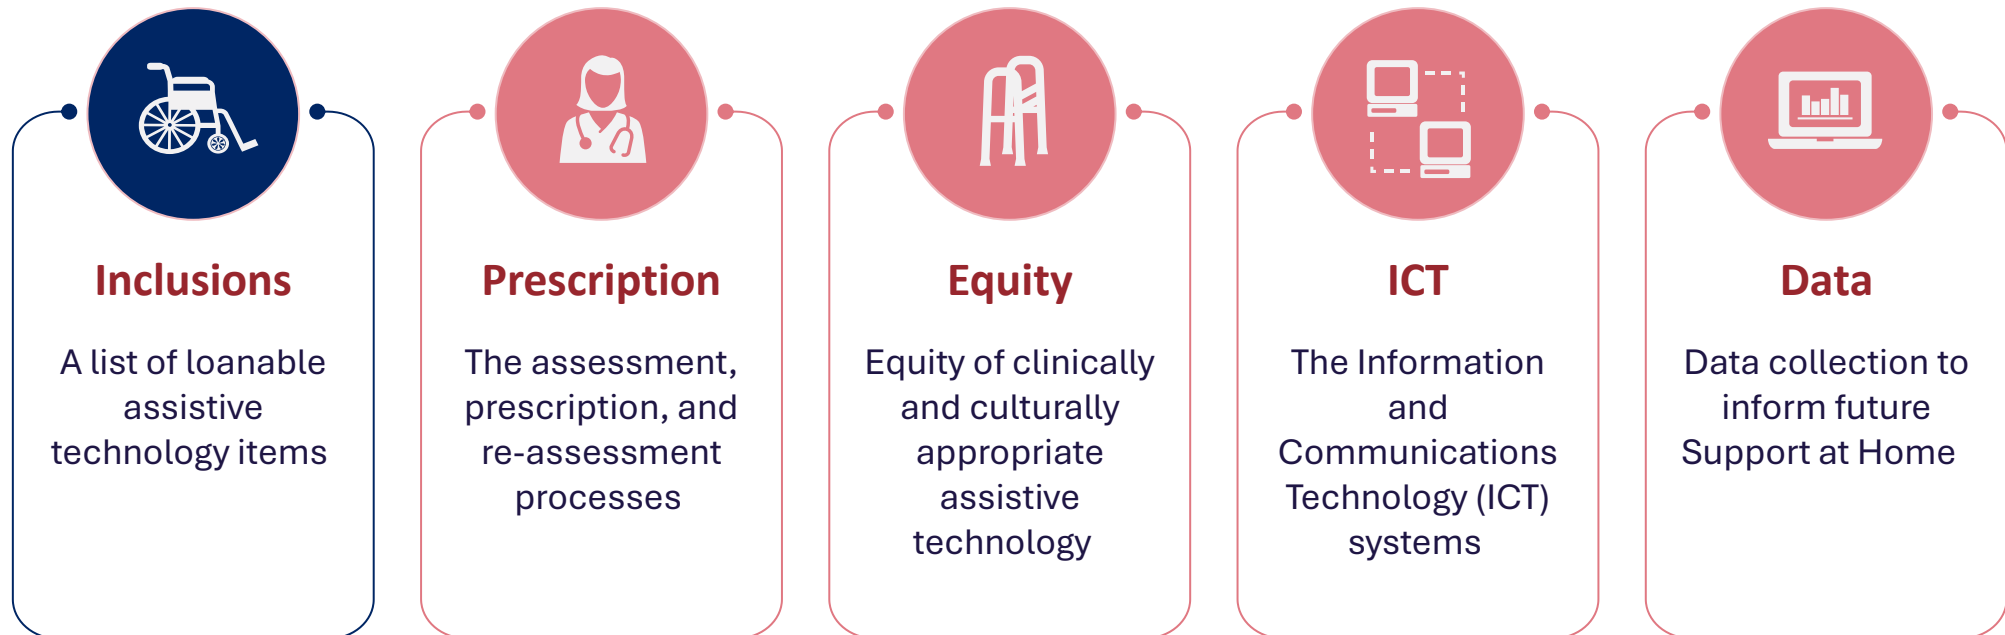 Inclusions
A list of loanable
assistive
technology items
Prescription
The assessment,
prescription, and
re-assessment
processes
Equity
Equity of clinically
and culturally
appropriate
assistive
technology
ICT
The Information
and
Communications
Technology (ICT)
systems
Data
Data collection to
inform future
Support at Home